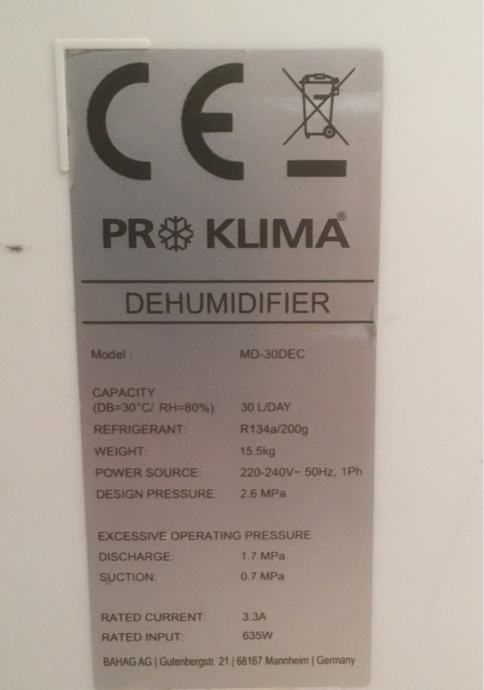 CE
PRO KLIMA®
DEHUMIDIFIER
Model : MD-30DEC
CAPACITY
(DB=30°C/ RH=80%): 30 L/DAY
REFRIGERANT: R134a/200g
WEIGHT: 15.5kg
POWER SOURCE: 220-240V~ 50Hz, 1Ph
DESIGN PRESSURE: 2.6 MPa
EXCESSIVE OPERATING PRESSURE
DISCHARGE: 1.7 MPa
SUCTION: 0.7 MPa
RATED CURRENT: 3.3A
RATED INPUT: 635W
BAHAG AG | Gutenbergstr. 21 | 68167 Mannheim | Germany